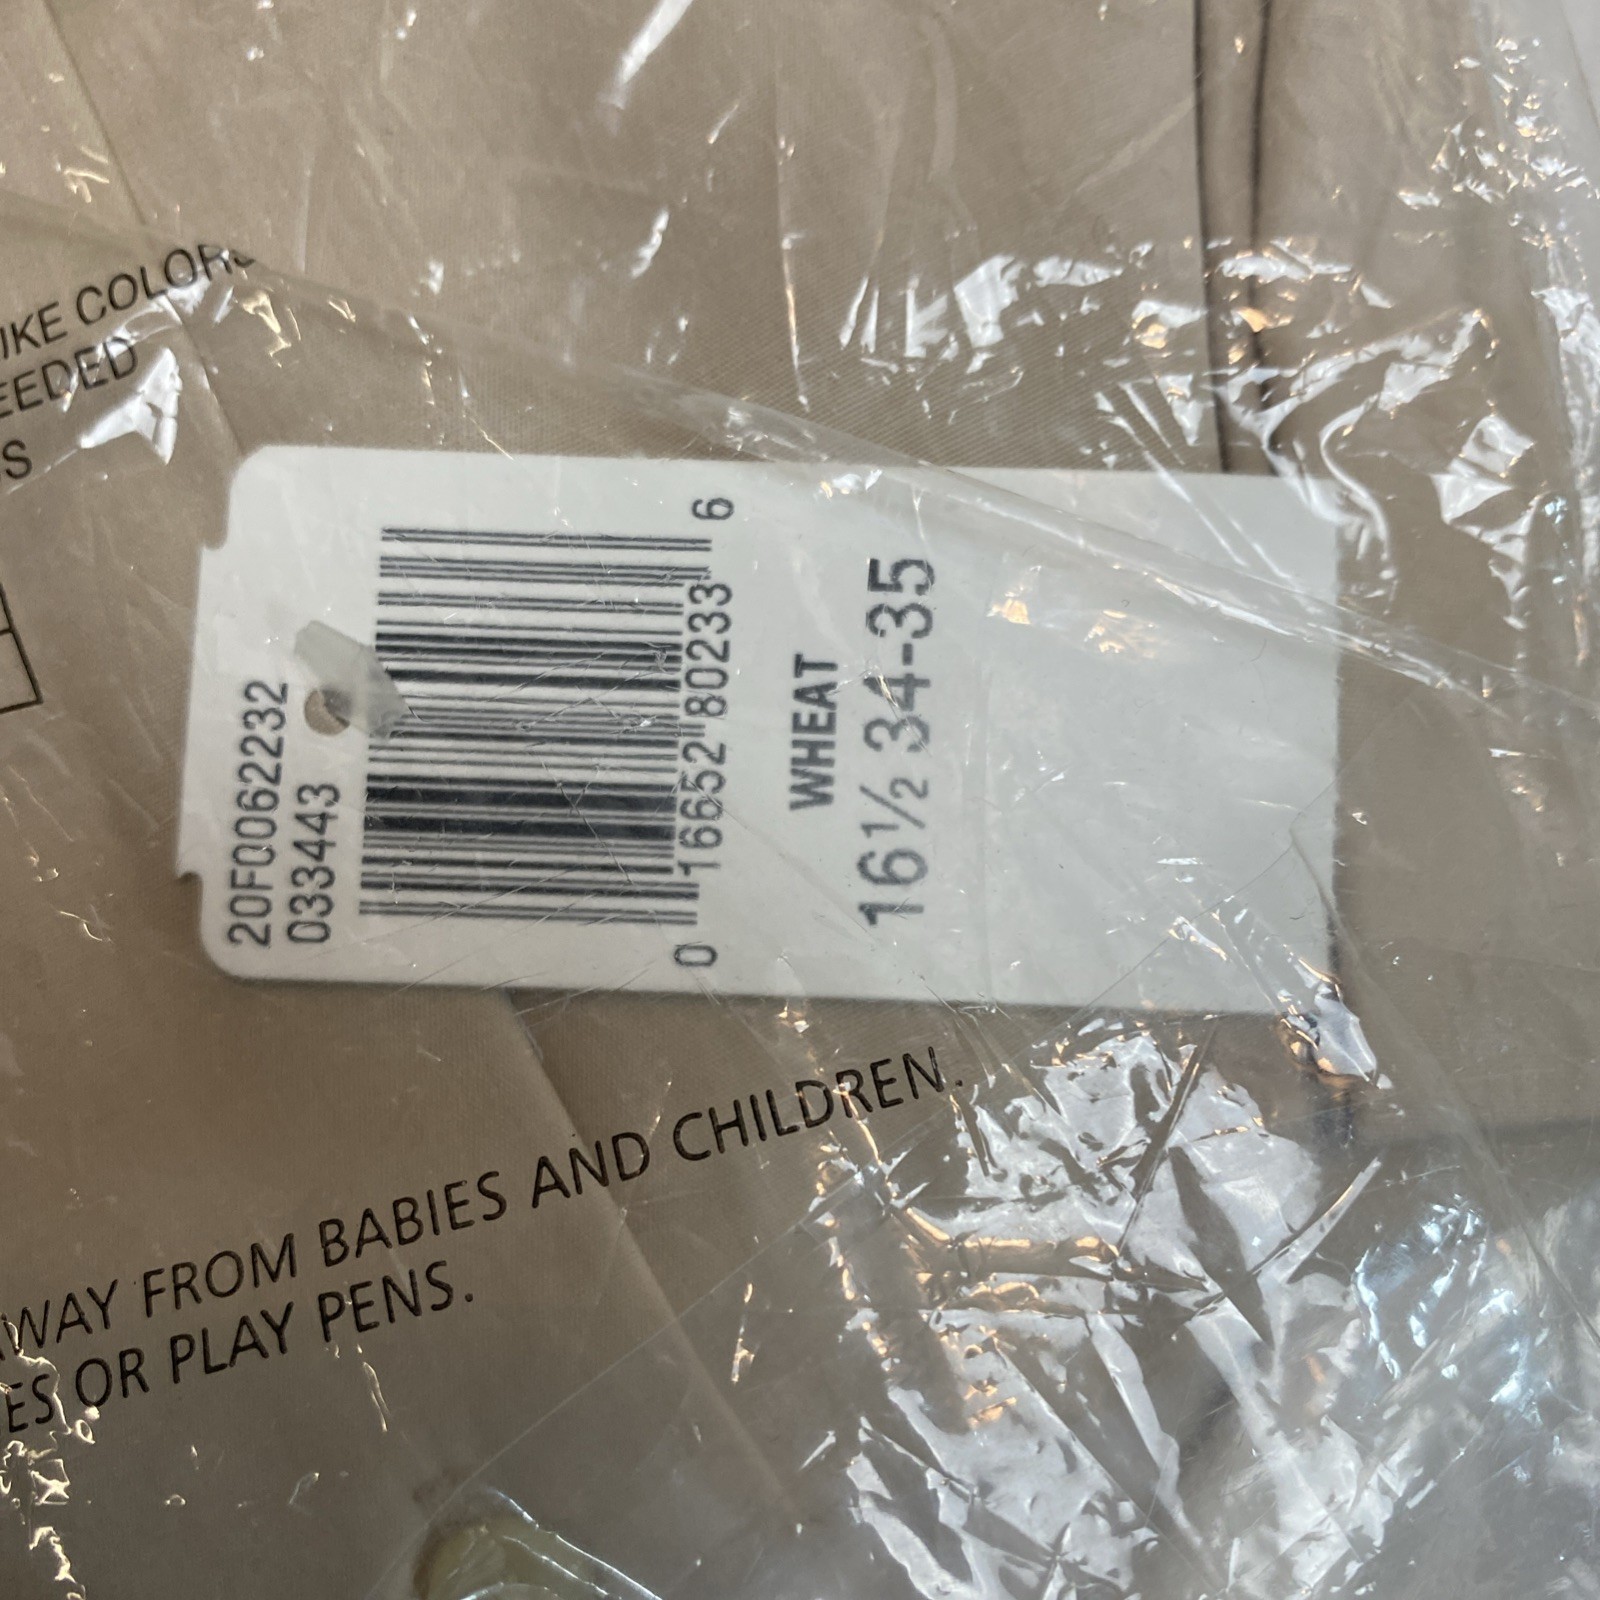 IKE COLORS
EEDED
S
20F0062232
033443
0 16652 80233 6
WHEAT
16½ 34-35
AWAY FROM BABIES AND CHILDREN.
ES OR PLAY PENS.